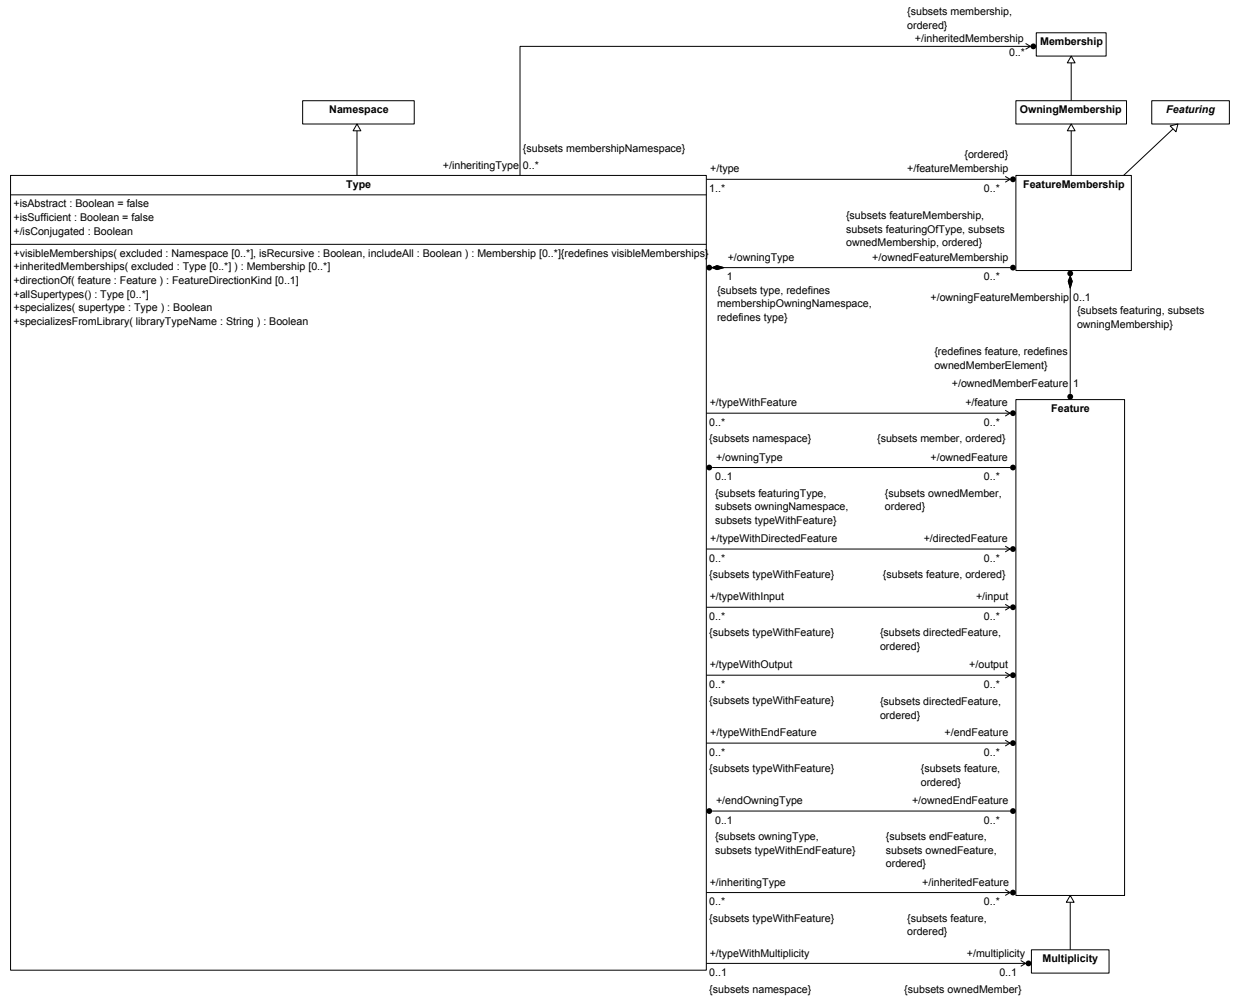 {subsets membership,
ordered}
+/inheritedMembership
0..*
Membership
Namespace
OwningMembership
Featuring
{subsets membershipNamespace}
+/inheritingType 0..*
Type
+isAbstract : Boolean = false
+isSufficient : Boolean = false
+/isConjugated : Boolean
+visibleMemberships( excluded : Namespace [0..*], isRecursive : Boolean, includeAll : Boolean ) : Membership [0..*]{redefines visibleMemberships}
+inheritedMemberships( excluded : Type [0..*] ) : Membership [0..*]
+directionOf( feature : Feature ) : FeatureDirectionKind [0..1]
+allSupertypes() : Type [0..*]
+specializes( supertype : Type ) : Boolean
+specializesFromLibrary( libraryTypeName : String ) : Boolean
{ordered}
+/type
+/featureMembership
1..*
0..*
FeatureMembership
{subsets featureMembership,
subsets featuringOfType, subsets
ownedMembership, ordered}
+/owningType
+/ownedFeatureMembership
1
0..*
{subsets type, redefines
membershipOwningNamespace,
redefines type}
+/owningFeatureMembership 0..1
{subsets featuring, subsets
owningMembership}
{redefines feature, redefines
ownedMemberElement}
+/ownedMemberFeature 1
Feature
+/typeWithFeature
+/feature
0..*
0..*
{subsets namespace}
{subsets member, ordered}
+/owningType
+/ownedFeature
0..1
0..*
{subsets featuringType,
subsets owningNamespace,
subsets typeWithFeature}
{subsets ownedMember,
ordered}
+/typeWithDirectedFeature
+/directedFeature
0..*
0..*
{subsets typeWithFeature}
{subsets feature, ordered}
+/typeWithInput
+/input
0..*
0..*
{subsets typeWithFeature}
{subsets directedFeature,
ordered}
+/typeWithOutput
+/output
0..*
0..*
{subsets typeWithFeature}
{subsets directedFeature,
ordered}
+/typeWithEndFeature
+/endFeature
0..*
0..*
{subsets typeWithFeature}
{subsets feature,
ordered}
+/endOwningType
+/ownedEndFeature
0..1
0..*
{subsets owningType,
subsets typeWithEndFeature}
{subsets endFeature,
subsets ownedFeature,
ordered}
+/inheritingType
+/inheritedFeature
0..*
0..*
{subsets typeWithFeature}
{subsets feature,
ordered}
+/typeWithMultiplicity
+/multiplicity
0..1
0..1
Multiplicity
{subsets namespace}
{subsets ownedMember}